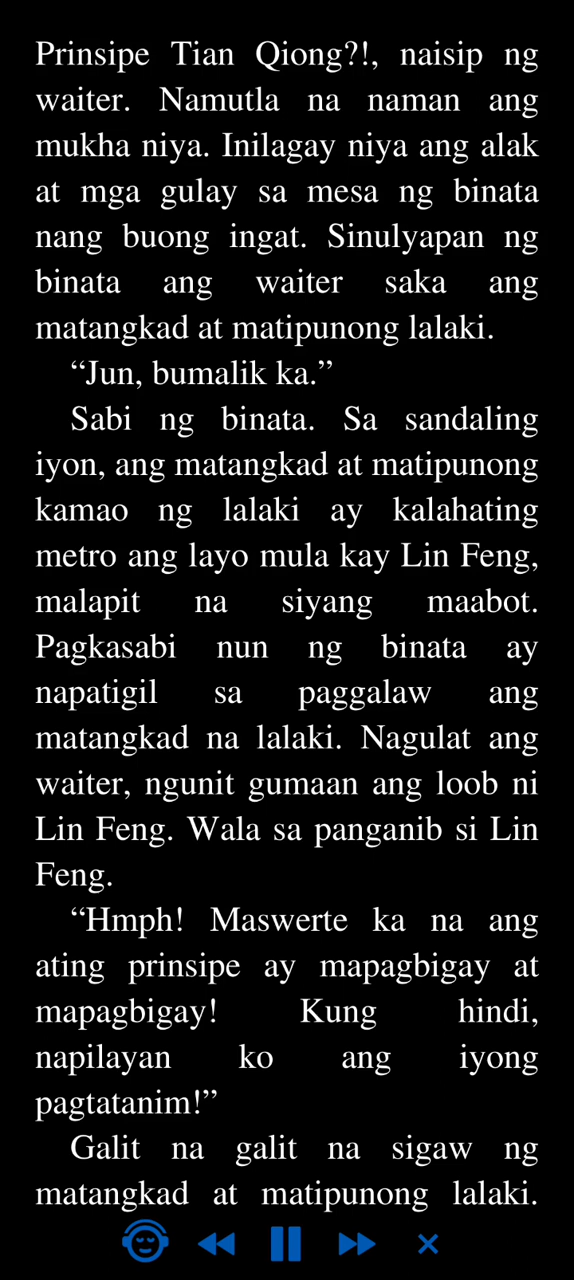 Prinsipe Tian Qiong?!, naisip ng
waiter. Namutla na naman ang
mukha niya. Inilagay niya ang alak
at mga gulay sa mesa ng binata
nang buong ingat. Sinulyapan ng
binata ang waiter saka ang
matangkad at matipunong lalaki.
“Jun, bumalik ka.”
Sabi ng binata. Sa sandaling
iyon, ang matangkad at matipunong
kamao ng lalaki ay kalahating
metro ang layo mula kay Lin Feng,
malapit na siyang maabot.
Pagkasabi nun ng binata ay
napatigil sa paggalaw ang
matangkad na lalaki. Nagulat ang
waiter, ngunit gumaan ang loob ni
Lin Feng. Wala sa panganib si Lin
Feng.
“Hmph! Maswerte ka na ang
ating prinsipe ay mapagbigay at
mapagbigay! Kung hindi,
napilayan ko ang iyong
pagtatanim!”
Galit na galit na sigaw ng
matangkad at matipunong lalaki.